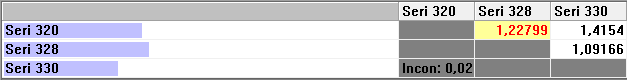 Seri 320 Seri 328 Seri 330
Seri 320 1,22799 1,4154
Seri 328 1,09166
Seri 330 Incon: 0,02